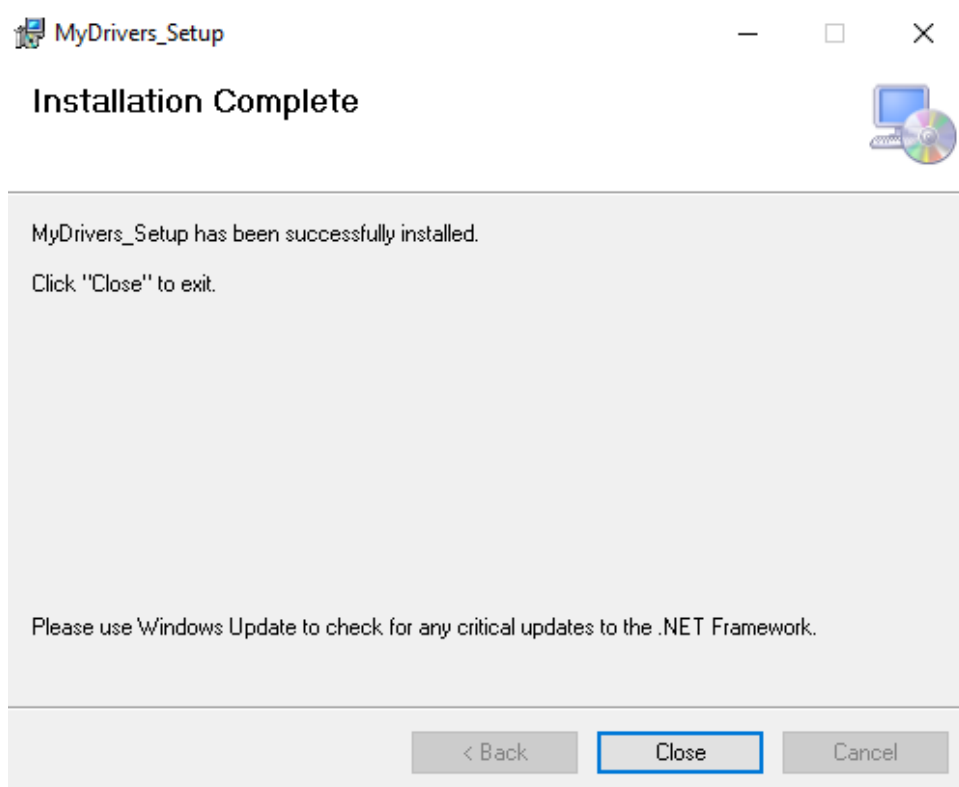 MyDrivers_Setup
Installation Complete
MyDrivers_Setup has been successfully installed.
Click "Close" to exit.
Please use Windows Update to check for any critical updates to the .NET Framework.
< Back Close Cancel